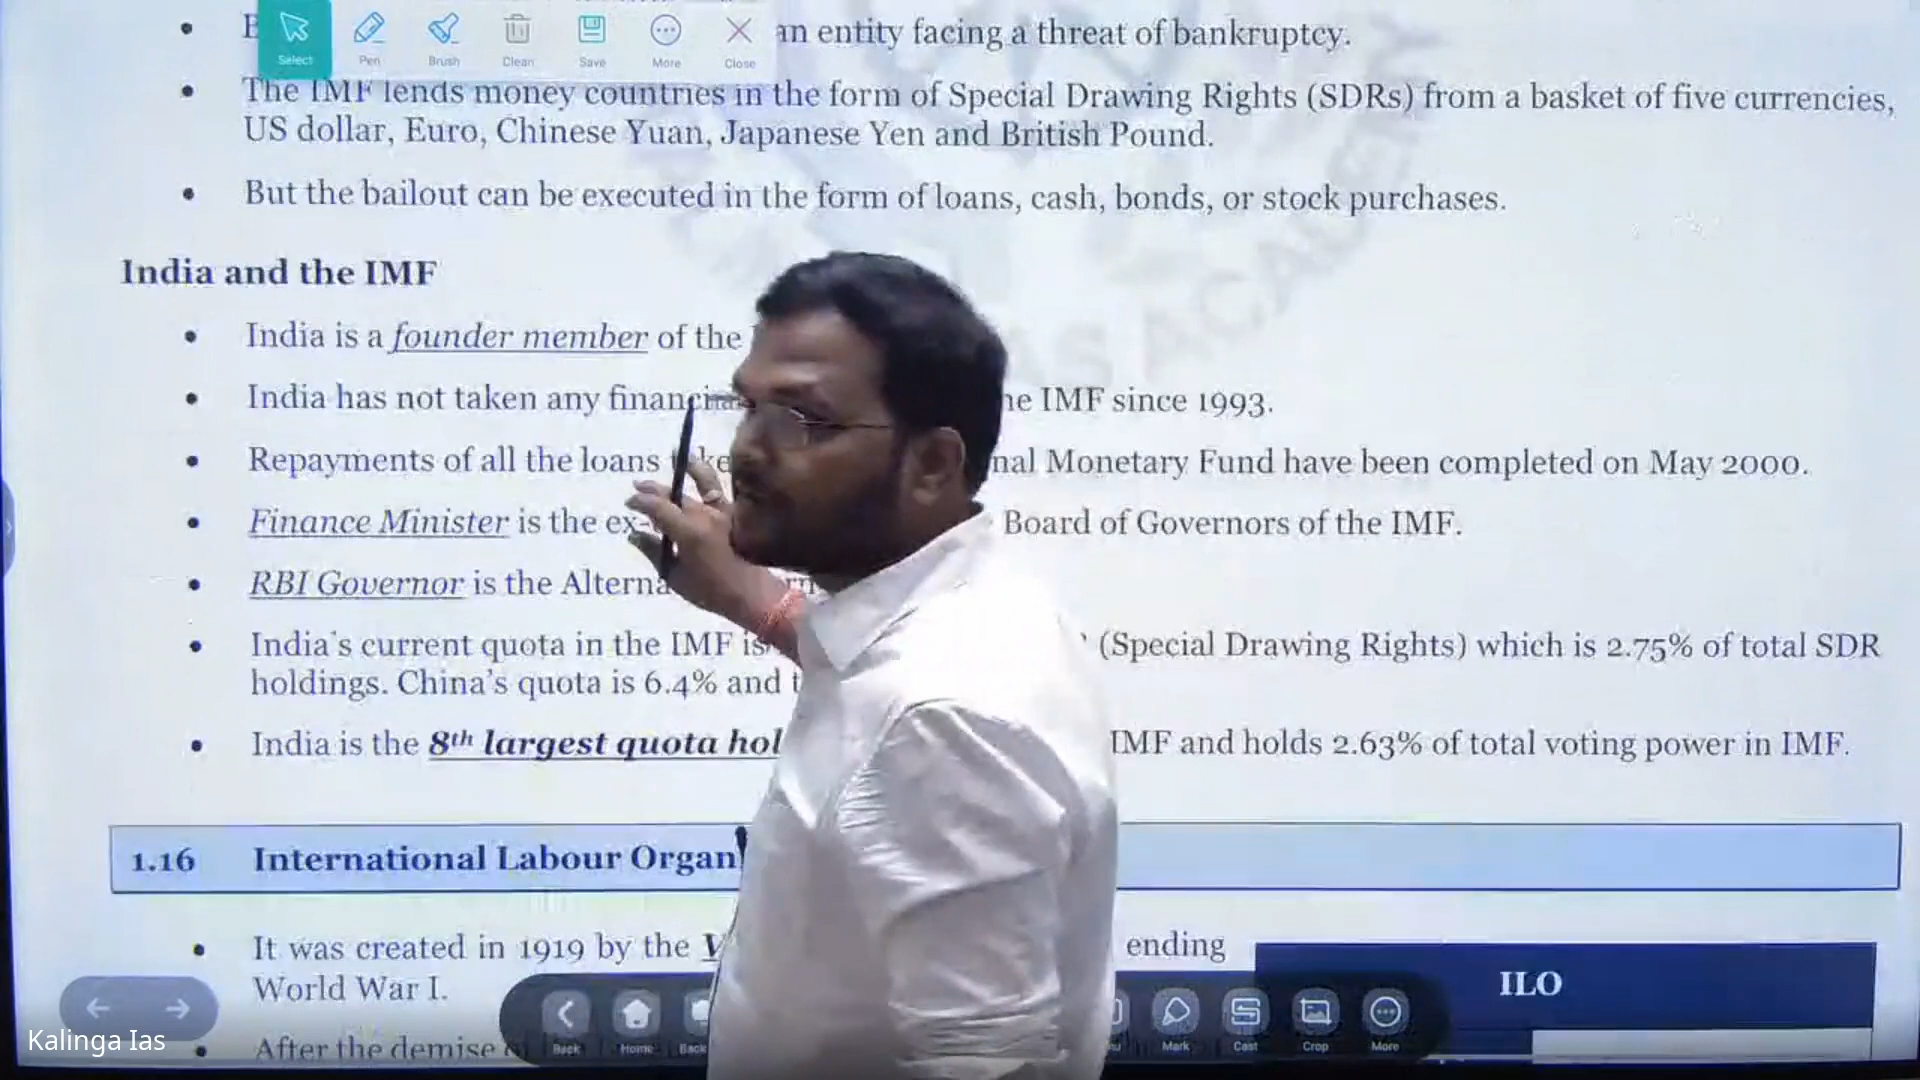 Select Pen Brush Clean Save More Close
an entity facing a threat of bankruptcy.
The IMF lends money countries in the form of Special Drawing Rights (SDRs) from a basket of five currencies,
US dollar, Euro, Chinese Yuan, Japanese Yen and British Pound.
But the bailout can be executed in the form of loans, cash, bonds, or stock purchases.
India and the IMF
India is a founder member of the
India has not taken any IMF since 1993.
Repayments of all the loans Monetary Fund have been completed on May 2000.
Finance Minister is the ex- Board of Governors of the IMF.
RBI Governor is the
India's current quota in the IMF is (Special Drawing Rights) which is 2.75% of total SDR
holdings. China's quota is 6.4% and
India is the 8th largest quota IMF and holds 2.63% of total voting power in IMF.
1.16 International Labour
It was created in 1919 by the ending
World War I.
ILO
After the demise
Back Home Back Mark Cast Crop More
Kalinga Ias